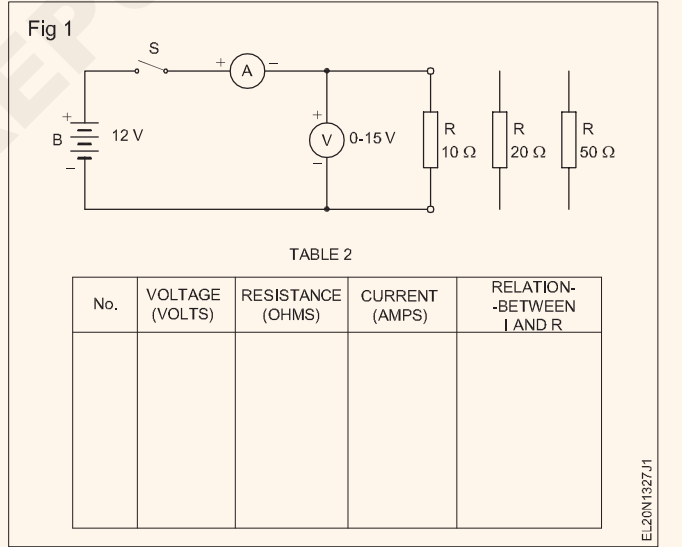 Fig 1
S
+ A −
+
B 12 V
−
+
V 0-15 V
−
R
10 Ω
R
20 Ω
R
50 Ω
TABLE 2
No.
VOLTAGE
(VOLTS)
RESISTANCE
(OHMS)
CURRENT
(AMPS)
RELATION-
-BETWEEN
I AND R
EL20N1327J1